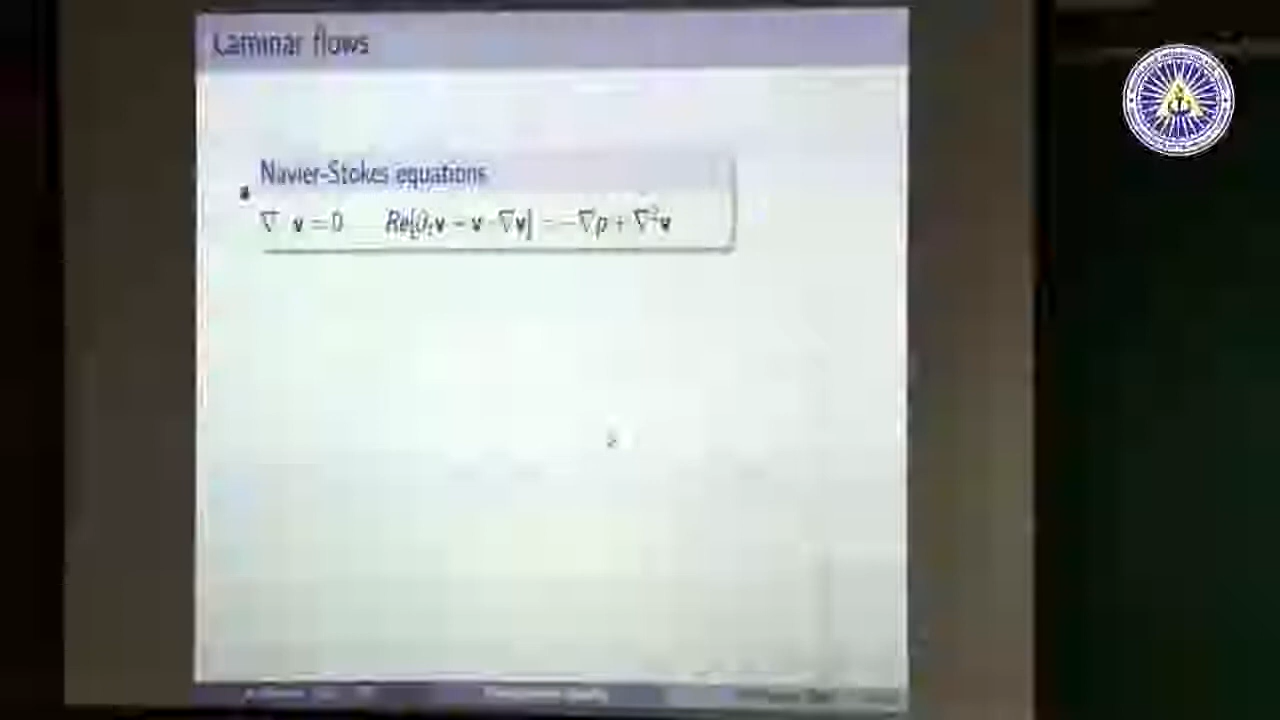 Laminar flows
Navier-Stokes equations
∇ · v = 0 Re[∂ₜv + v · ∇v] = −∇p + ∇²v